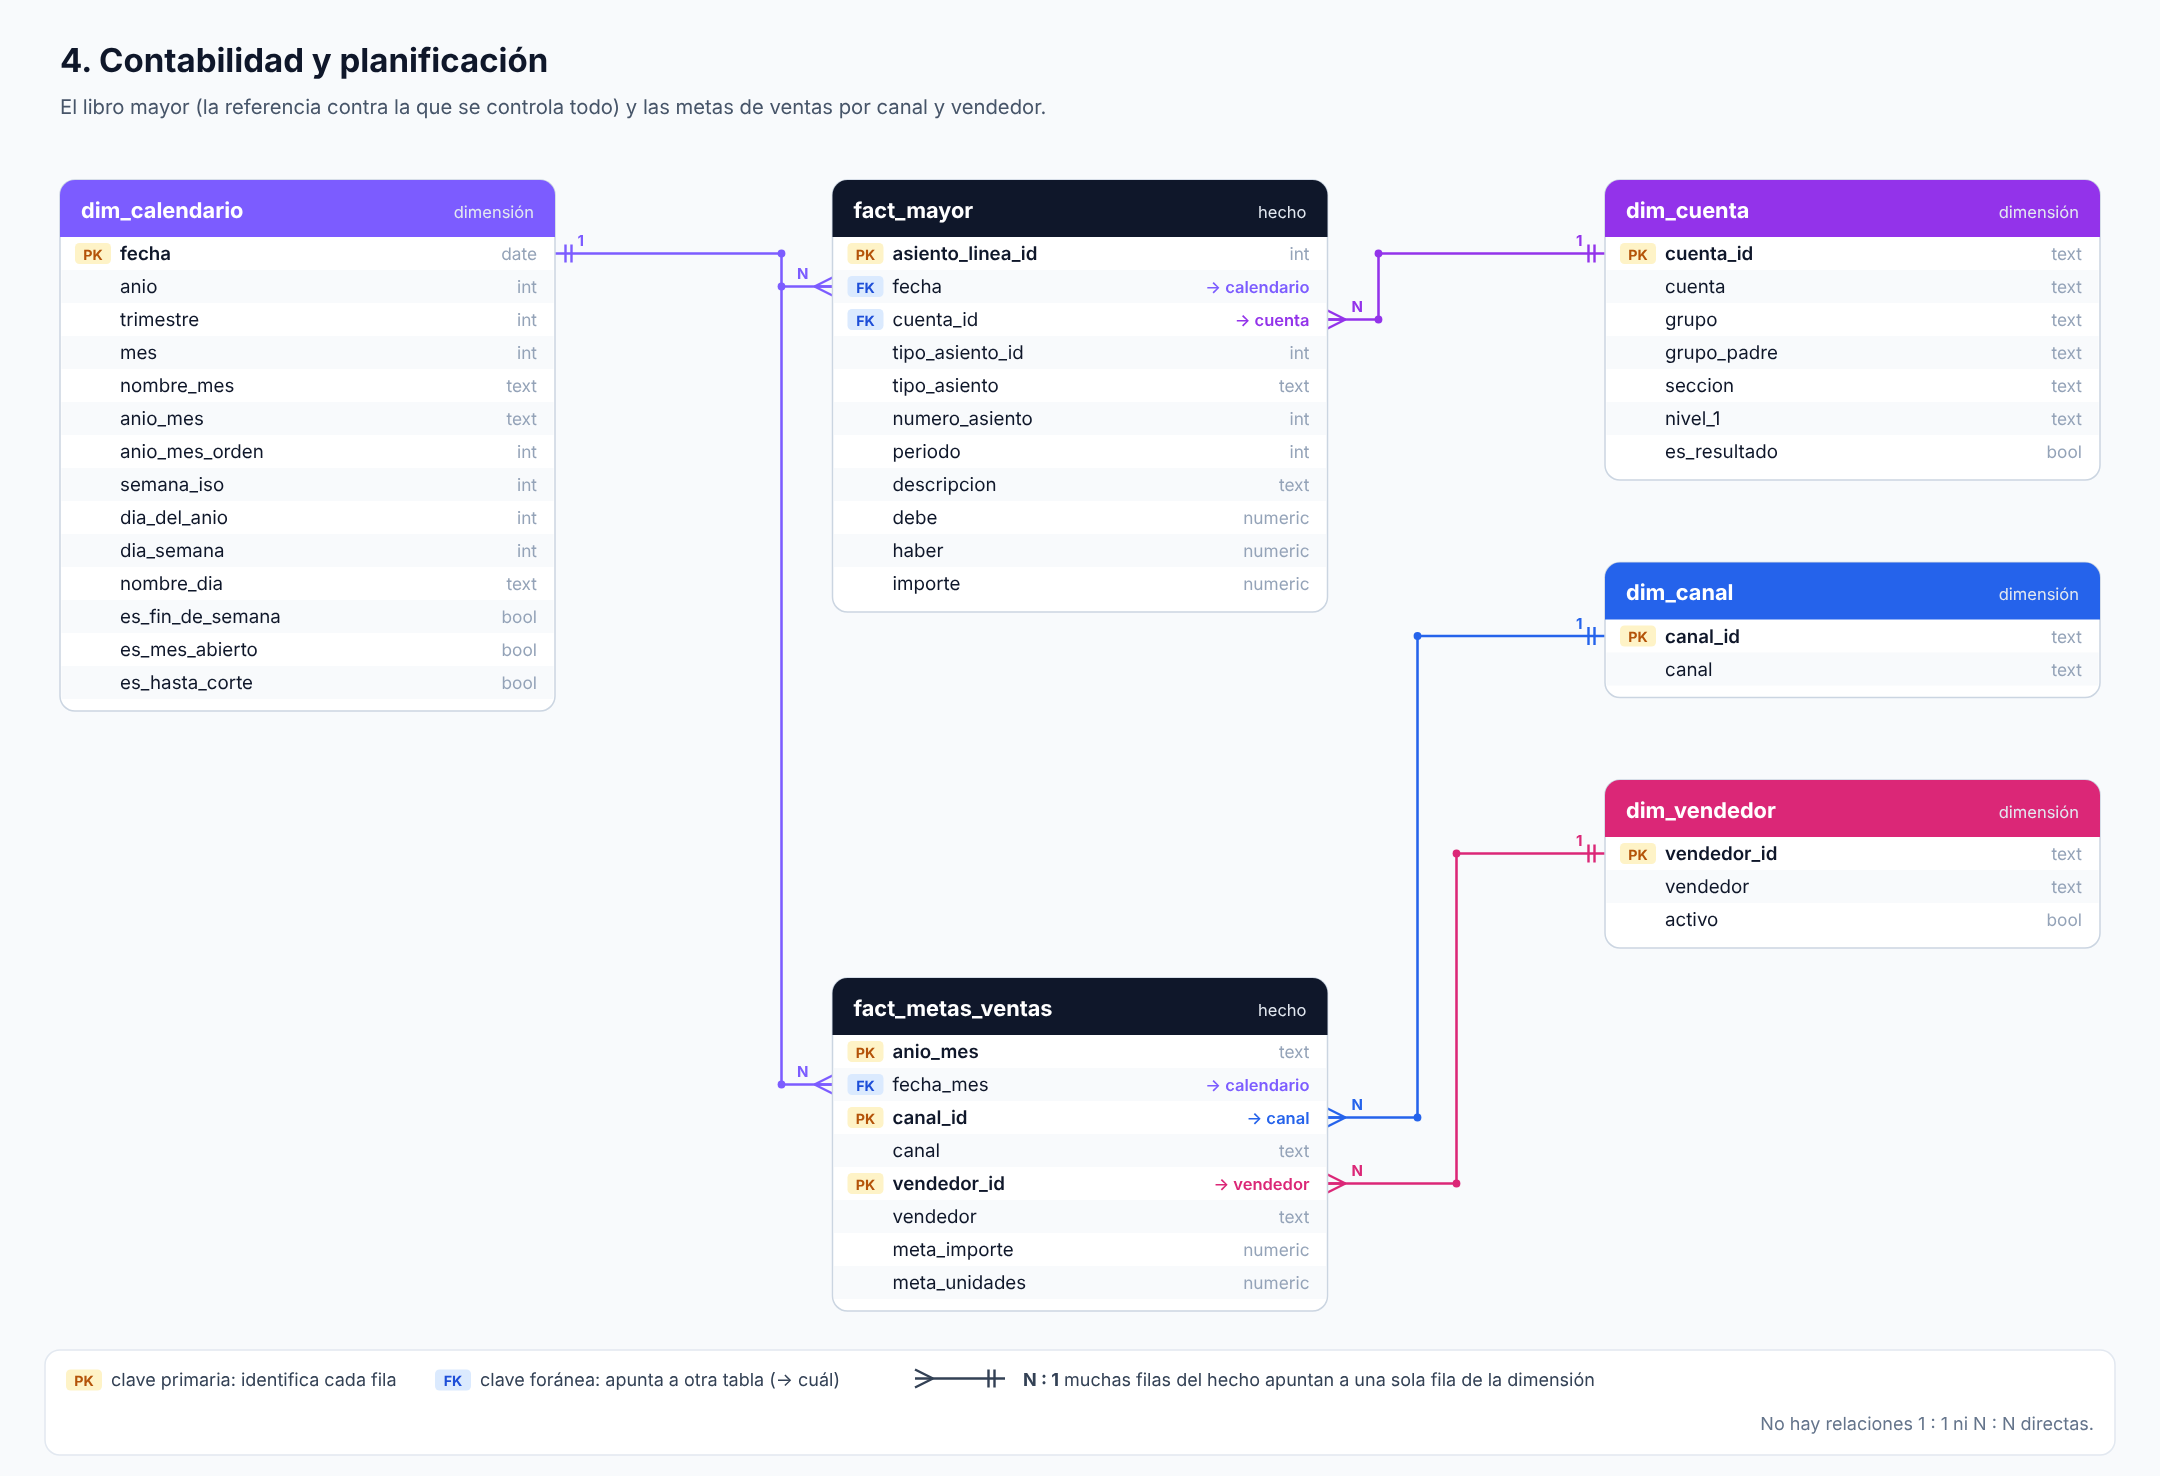 4. Contabilidad y planificación
El libro mayor (la referencia contra la que se controla todo) y las metas de ventas por canal y vendedor.
dim_calendario dimensión
PK fecha date
anio int
trimestre int
mes int
nombre_mes text
anio_mes text
anio_mes_orden int
semana_iso int
dia_del_anio int
dia_semana int
nombre_dia text
es_fin_de_semana bool
es_mes_abierto bool
es_hasta_corte bool
1
N
N
fact_mayor hecho
PK asiento_linea_id int
FK fecha → calendario
FK cuenta_id → cuenta
tipo_asiento_id int
tipo_asiento text
numero_asiento int
periodo int
descripcion text
debe numeric
haber numeric
importe numeric
N
1
dim_cuenta dimensión
PK cuenta_id text
cuenta text
grupo text
grupo_padre text
seccion text
nivel_1 text
es_resultado bool
1
dim_canal dimensión
PK canal_id text
canal text
1
dim_vendedor dimensión
PK vendedor_id text
vendedor text
activo bool
fact_metas_ventas hecho
PK anio_mes text
FK fecha_mes → calendario
PK canal_id → canal
canal text
PK vendedor_id → vendedor
vendedor text
meta_importe numeric
meta_unidades numeric
N
N
PK clave primaria: identifica cada fila
FK clave foránea: apunta a otra tabla (→ cuál)
N : 1 muchas filas del hecho apuntan a una sola fila de la dimensión
No hay relaciones 1 : 1 ni N : N directas.